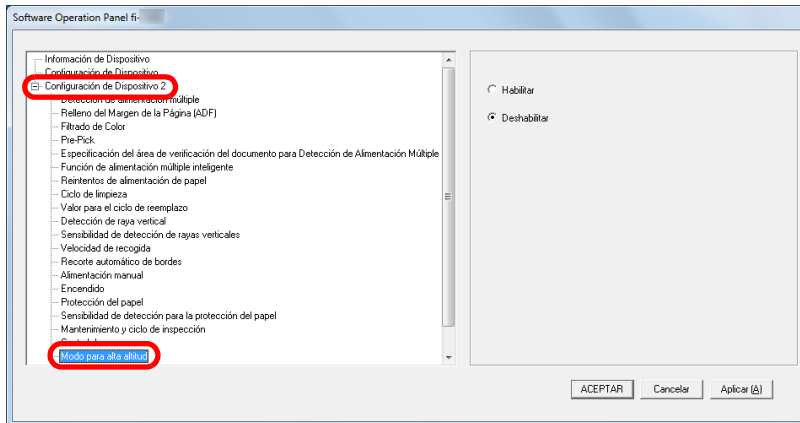 Software Operation Panel fi-
Información de Dispositivo
Configuración de Dispositivo
Configuración de Dispositivo 2
Detección de alimentación múltiple
Relleno del Margen de la Página (ADF)
Filtrado de Color
Pre-Pick
Especificación del área de verificación del documento para Detección de Alimentación Múltiple
Función de alimentación múltiple inteligente
Reintentos de alimentación de papel
Ciclo de limpieza
Valor para el ciclo de reemplazo
Detección de raya vertical
Sensibilidad de detección de rayas verticales
Velocidad de recogida
Recorte automático de bordes
Alimentación manual
Encendido
Protección del papel
Sensibilidad de detección para la protección del papel
Mantenimiento y ciclo de inspección
Modo para alta altitud
Habilitar
Deshabilitar
ACEPTAR
Cancelar
Aplicar (A)